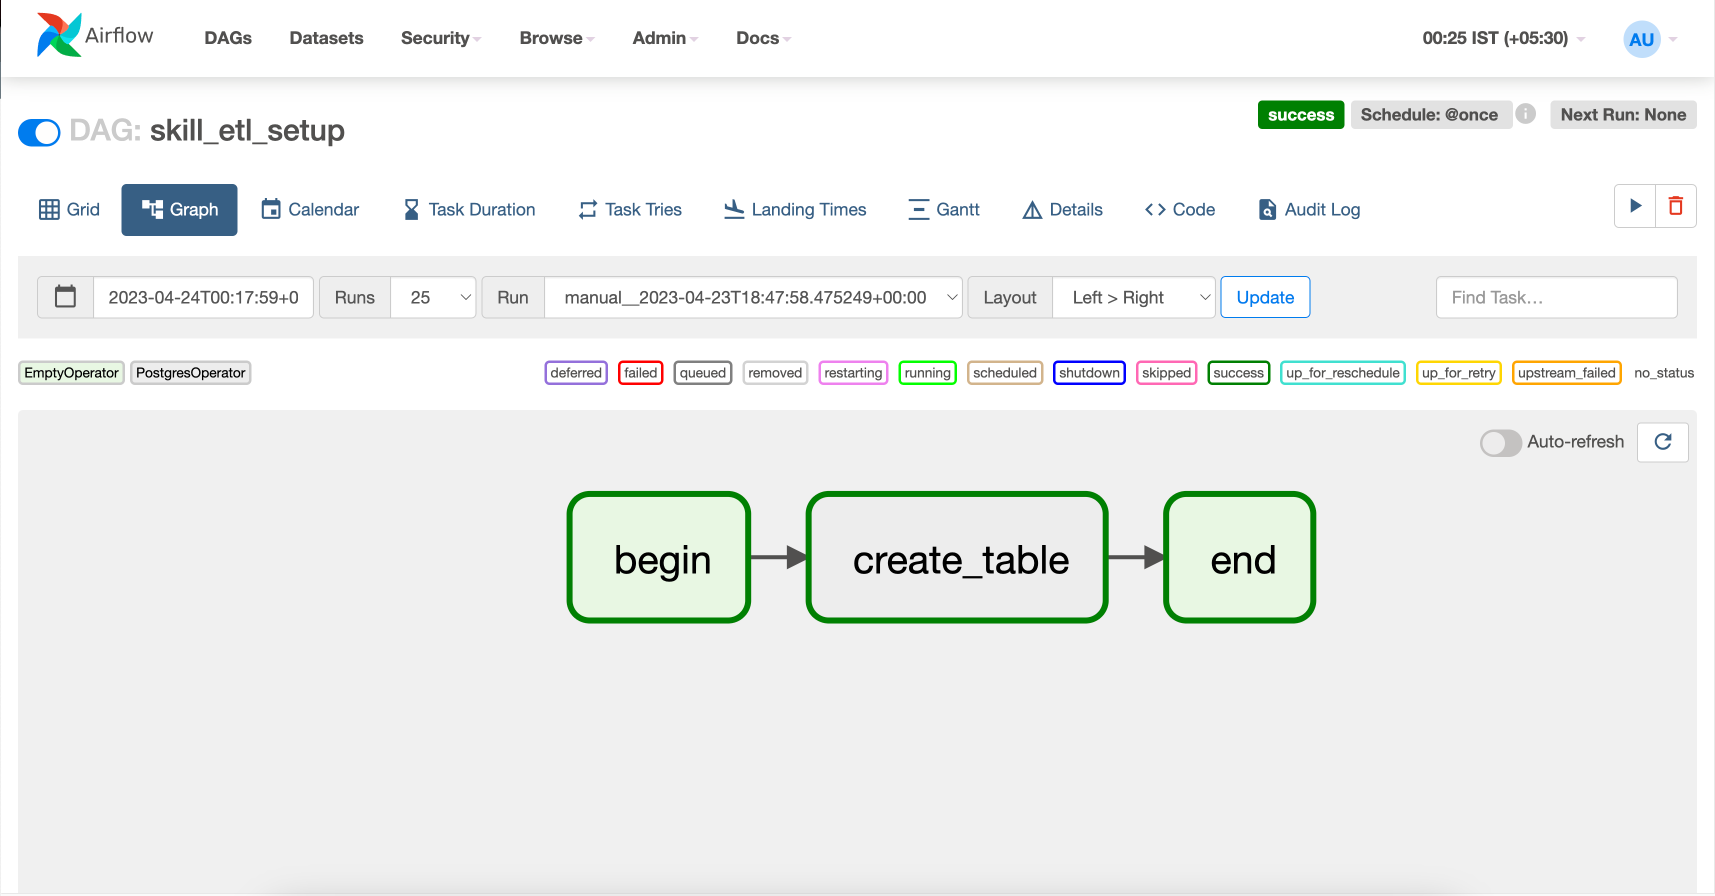 Airflow DAGs Datasets Security Browse Admin Docs 00:25 IST (+05:30) AU
success Schedule: @once i Next Run: None
DAG: skill_etl_setup
Grid Graph Calendar Task Duration Task Tries Landing Times Gantt Details Code Audit Log
2023-04-24T00:17:59+0 Runs 25 Run manual__2023-04-23T18:47:58.475249+00:00 Layout Left > Right Update Find Task...
EmptyOperator PostgresOperator deferred failed queued removed restarting running scheduled shutdown skipped success up_for_reschedule up_for_retry upstream_failed no_status
Auto-refresh
begin create_table end